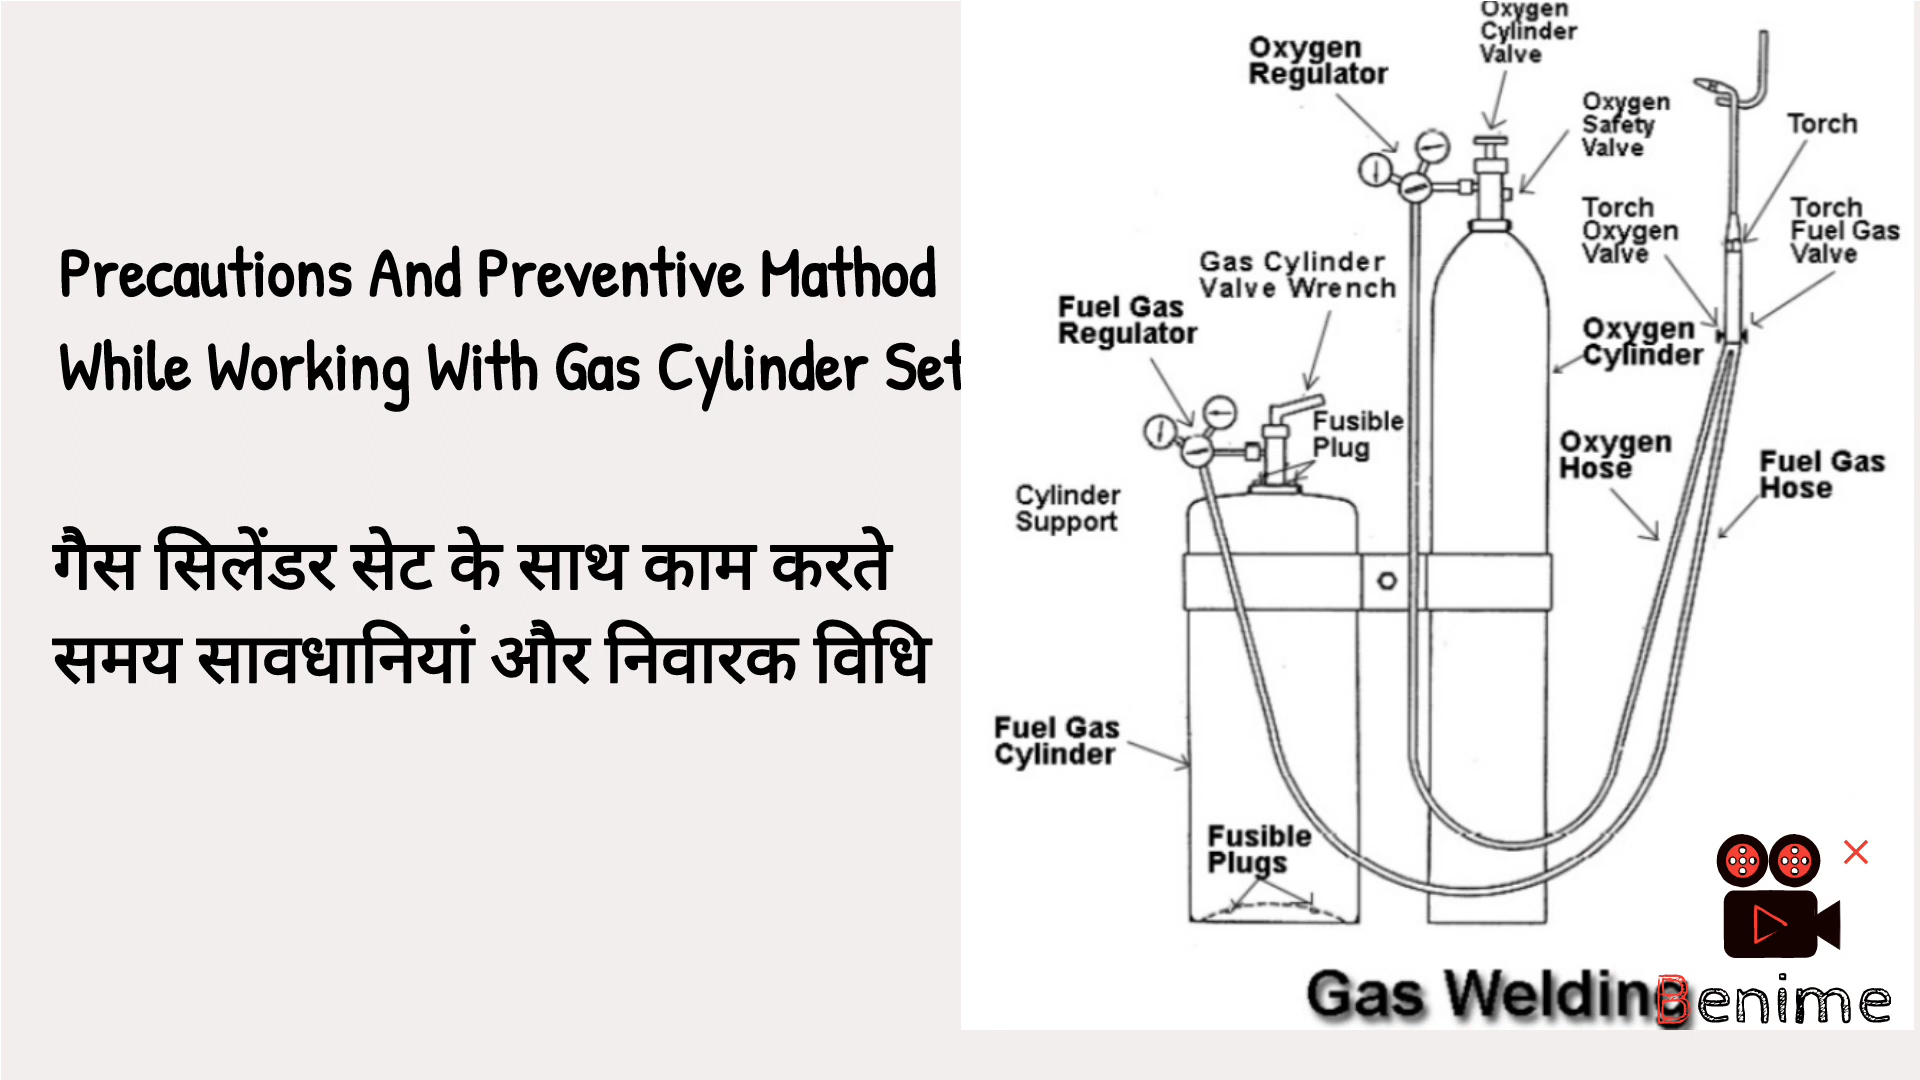 Precautions And Preventive Mathod
While Working With Gas Cylinder Set
गैस सिलेंडर सेट के साथ काम करते
समय सावधानियां और निवारक विधि
Oxygen
Cylinder
Valve
Oxygen
Regulator
Oxygen
Safety
Valve
Torch
Torch
Oxygen
Valve
Torch
Fuel Gas
Valve
Gas Cylinder
Valve Wrench
Fuel Gas
Regulator
Oxygen
Cylinder
Fusible
Plug
Oxygen
Hose
Fuel Gas
Hose
Cylinder
Support
Fuel Gas
Cylinder
Fusible
Plugs
Gas Welding
Benime